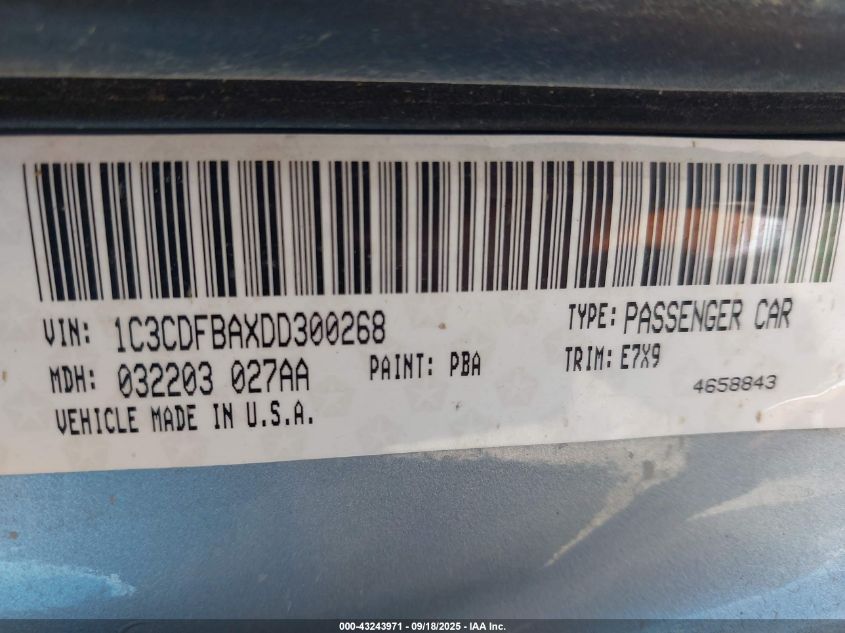 VIN: 1C3CDFBAXDD300268 TYPE: PASSENGER CAR
MDH: 032203 027AA PAINT: PBA TRIM: E7X9
VEHICLE MADE IN U.S.A. 4658843
000-43243971 - 09/18/2025 - IAA Inc.